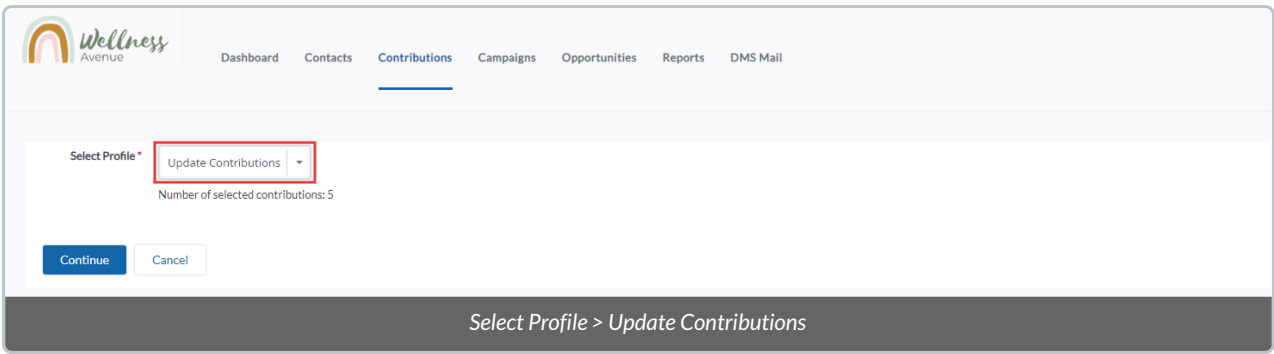 Wellness
Avenue
Dashboard Contacts Contributions Campaigns Opportunities Reports DMS Mail
Select Profile * Update Contributions
Number of selected contributions: 5
Continue Cancel
Select Profile > Update Contributions